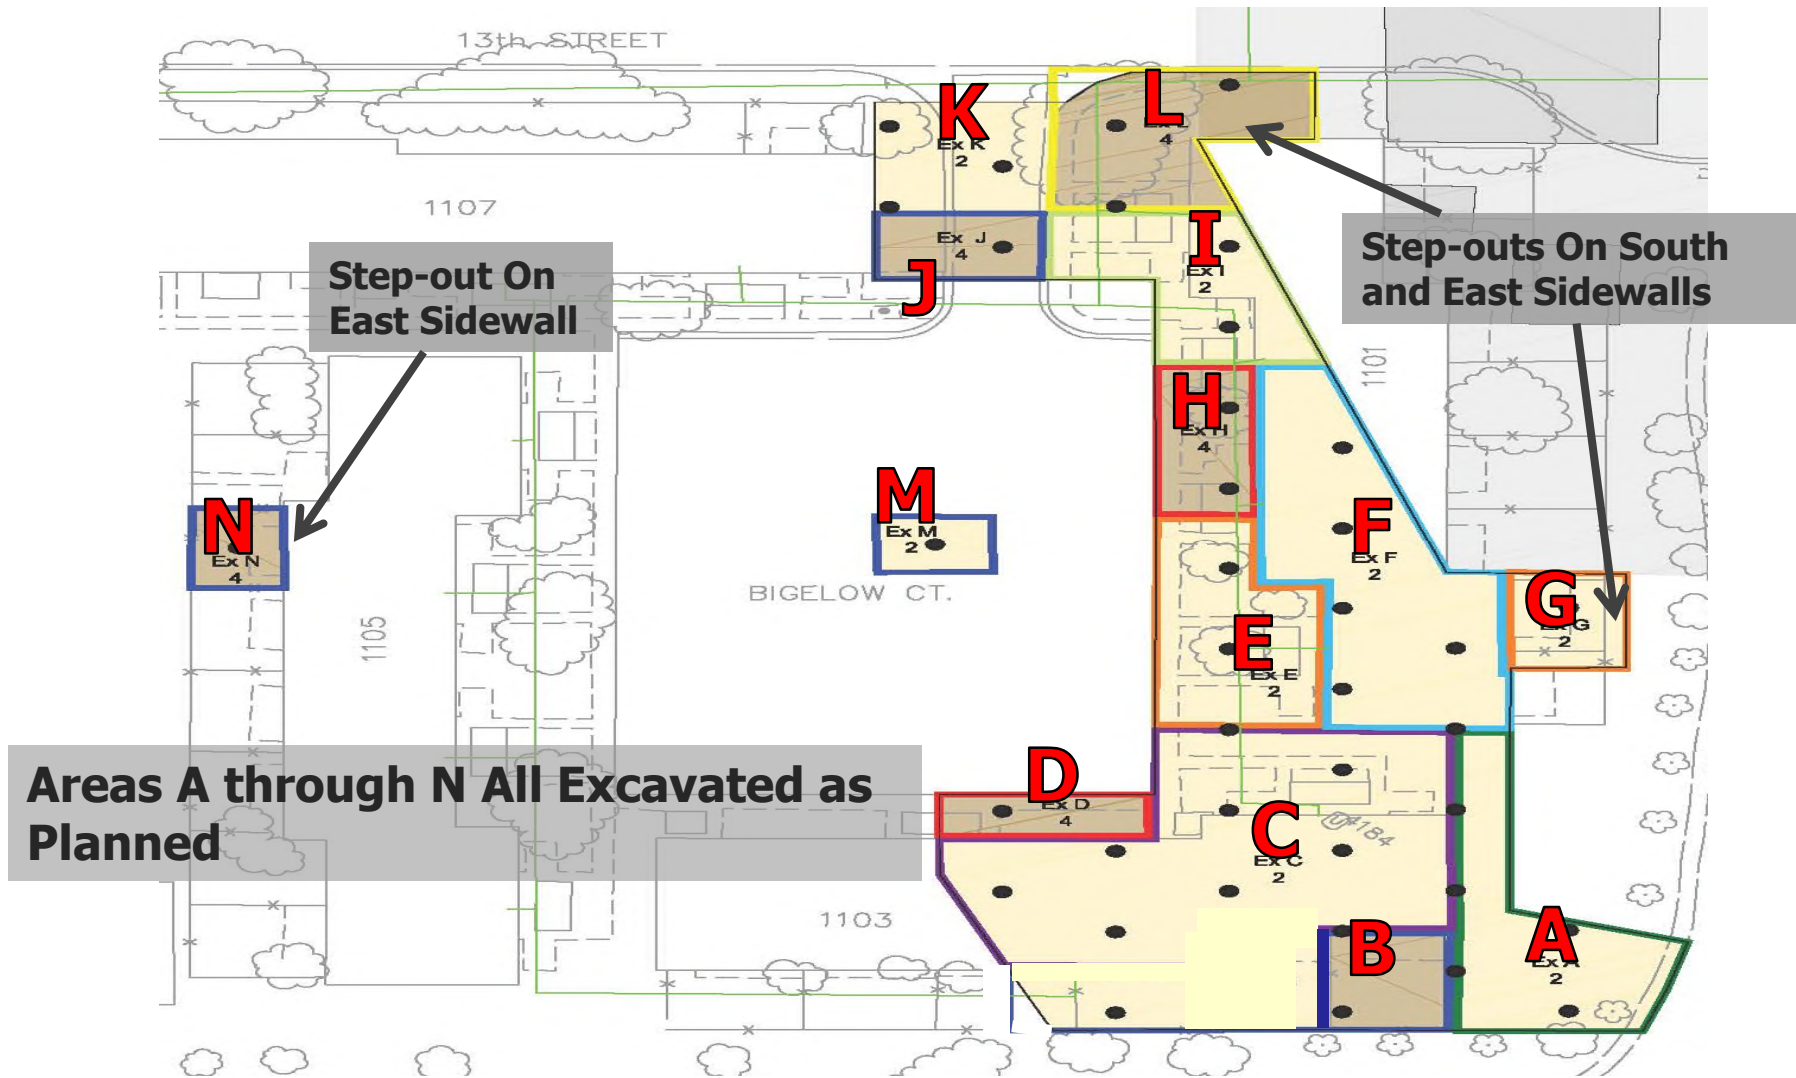 13th STREET
K
L
Ex K
2
4
1107
Step-outs On South
and East Sidewalls
I
Ex J
4
Ex I
2
J
Step-out On
East Sidewall
1101
H
Ex H
4
M
Ex M
2
N
Ex N
4
F
Ex F
2
BIGELOW CT.
G
Ex G
2
1105
E
Ex E
2
Areas A through N All Excavated as
Planned
D
Ex D
4
C
Ex C
2
U4184
1103
B
A
Ex A
2